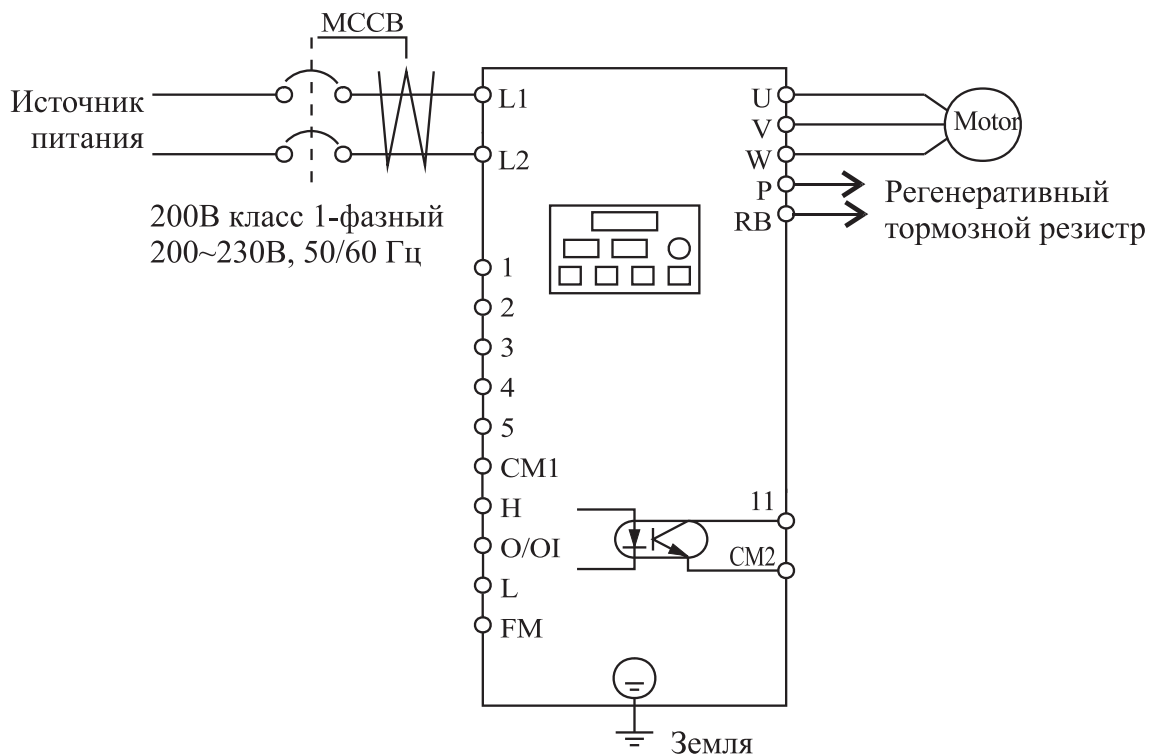 MCCB
Источник
питания
L1
L2
200В класс 1-фазный
200~230В, 50/60 Гц
1
2
3
4
5
CM1
H
O/OI
L
FM
U
V
W
P
RB
Motor
Регенеративный
тормозной резистр
11
CM2
Земля